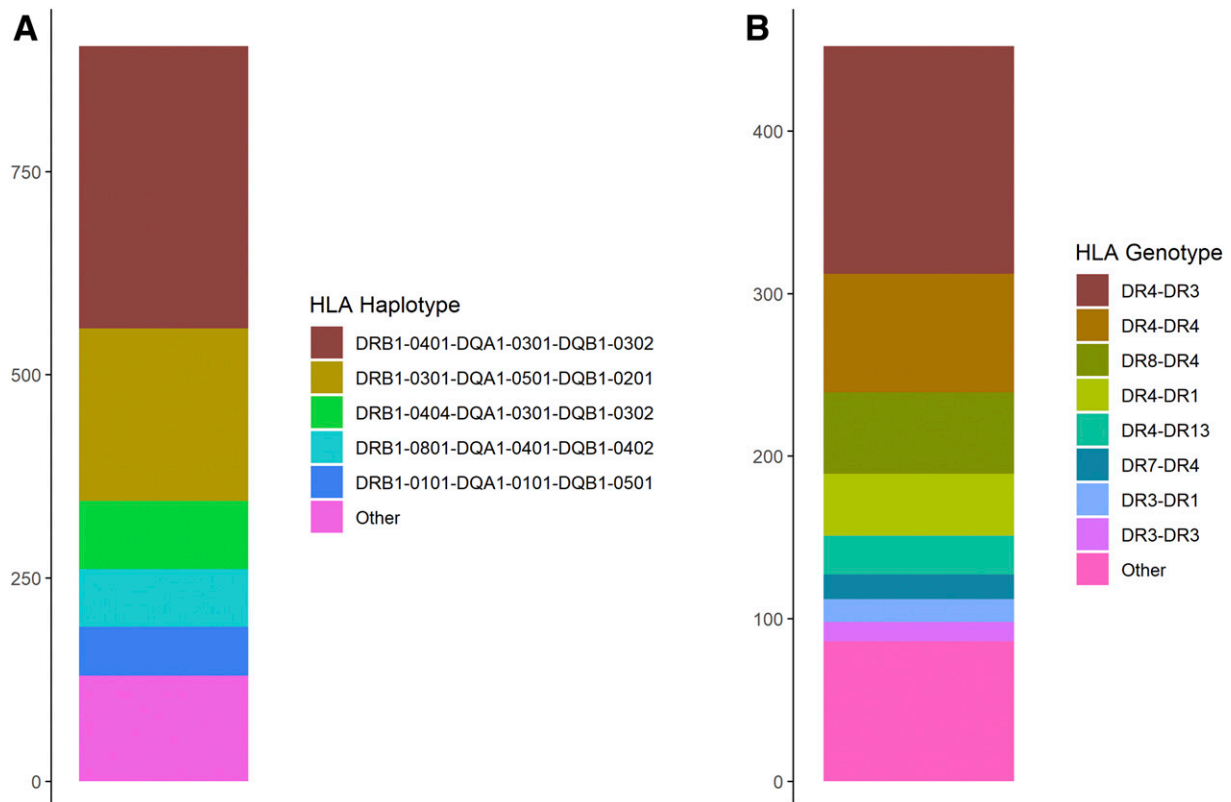 A
750
500
250
0
HLA Haplotype
DRB1-0401-DQA1-0301-DQB1-0302
DRB1-0301-DQA1-0501-DQB1-0201
DRB1-0404-DQA1-0301-DQB1-0302
DRB1-0801-DQA1-0401-DQB1-0402
DRB1-0101-DQA1-0101-DQB1-0501
Other
B
400
300
200
100
0
HLA Genotype
DR4-DR3
DR4-DR4
DR8-DR4
DR4-DR1
DR4-DR13
DR7-DR4
DR3-DR1
DR3-DR3
Other